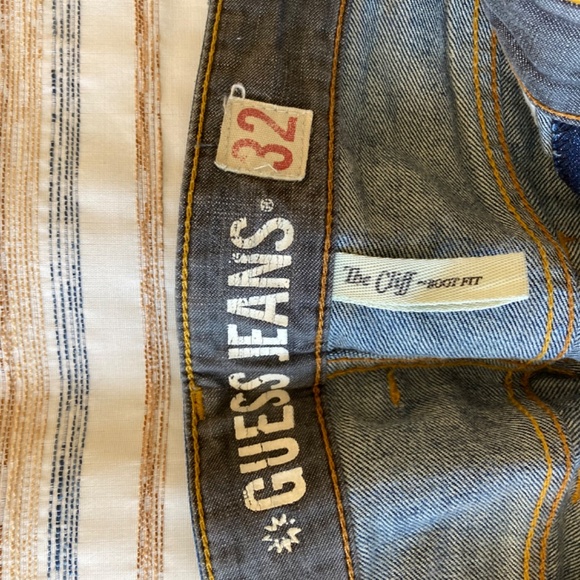 32
GUESS JEANS®
The Cliff ~BOOT FIT